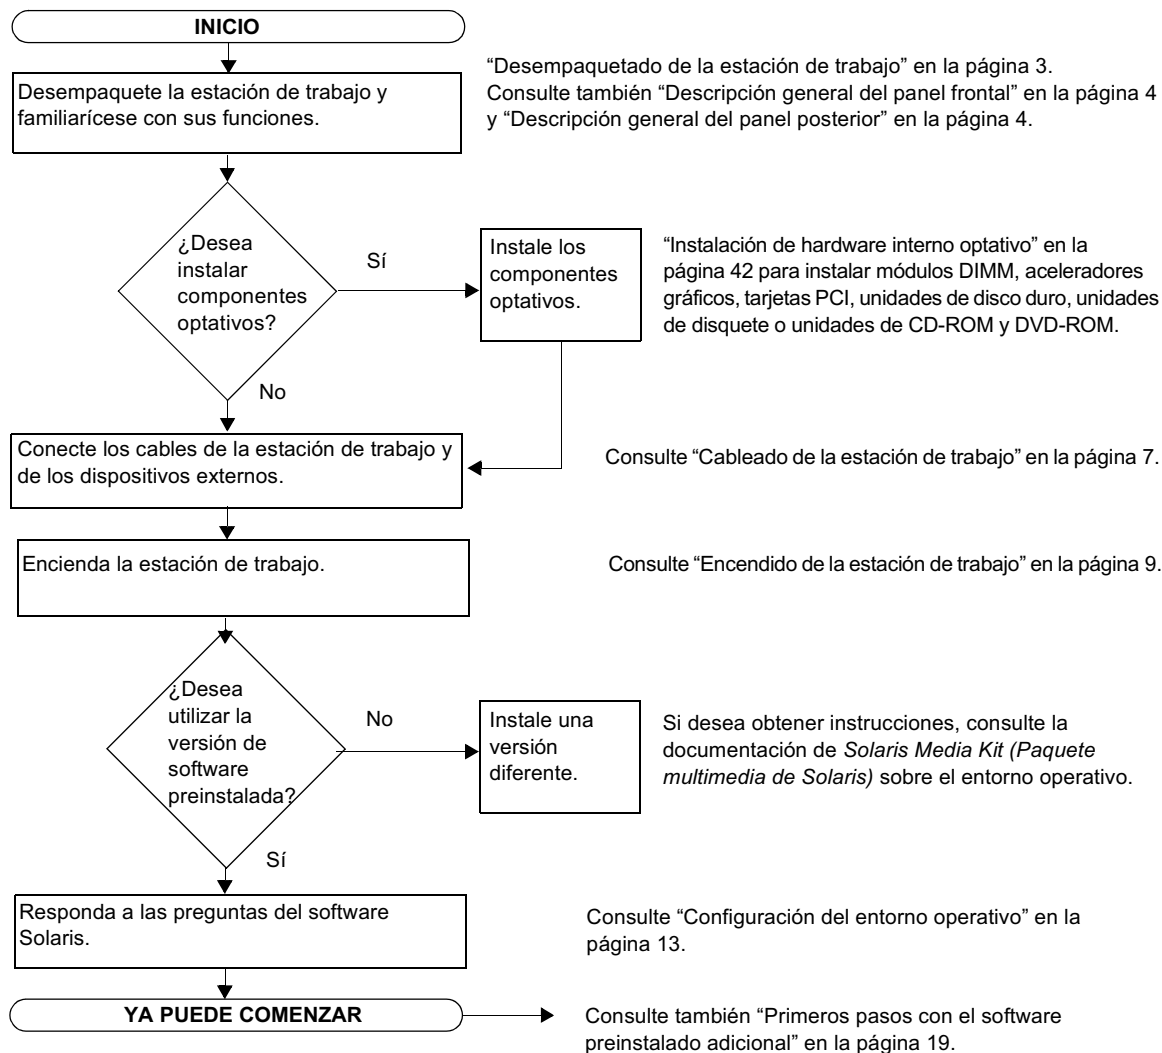 INICIO
Desempaquete la estación de trabajo y
familiarícese con sus funciones.
“Desempaquetado de la estación de trabajo” en la página 3.
Consulte también “Descripción general del panel frontal” en la página 4
y “Descripción general del panel posterior” en la página 4.
¿Desea
instalar
componentes
optativos?
Sí
Instale los
componentes
optativos.
“Instalación de hardware interno optativo” en la
página 42 para instalar módulos DIMM, aceleradores
gráficos, tarjetas PCI, unidades de disco duro, unidades
de disquete o unidades de CD-ROM y DVD-ROM.
No
Conecte los cables de la estación de trabajo y
de los dispositivos externos.
Consulte “Cableado de la estación de trabajo” en la página 7.
Encienda la estación de trabajo.
Consulte “Encendido de la estación de trabajo” en la página 9.
¿Desea
utilizar la
versión de
software
preinstalada?
No
Instale una
versión
diferente.
Si desea obtener instrucciones, consulte la
documentación de Solaris Media Kit (Paquete
multimedia de Solaris) sobre el entorno operativo.
Sí
Responda a las preguntas del software
Solaris.
Consulte “Configuración del entorno operativo” en la
página 13.
YA PUEDE COMENZAR
Consulte también “Primeros pasos con el software
preinstalado adicional” en la página 19.